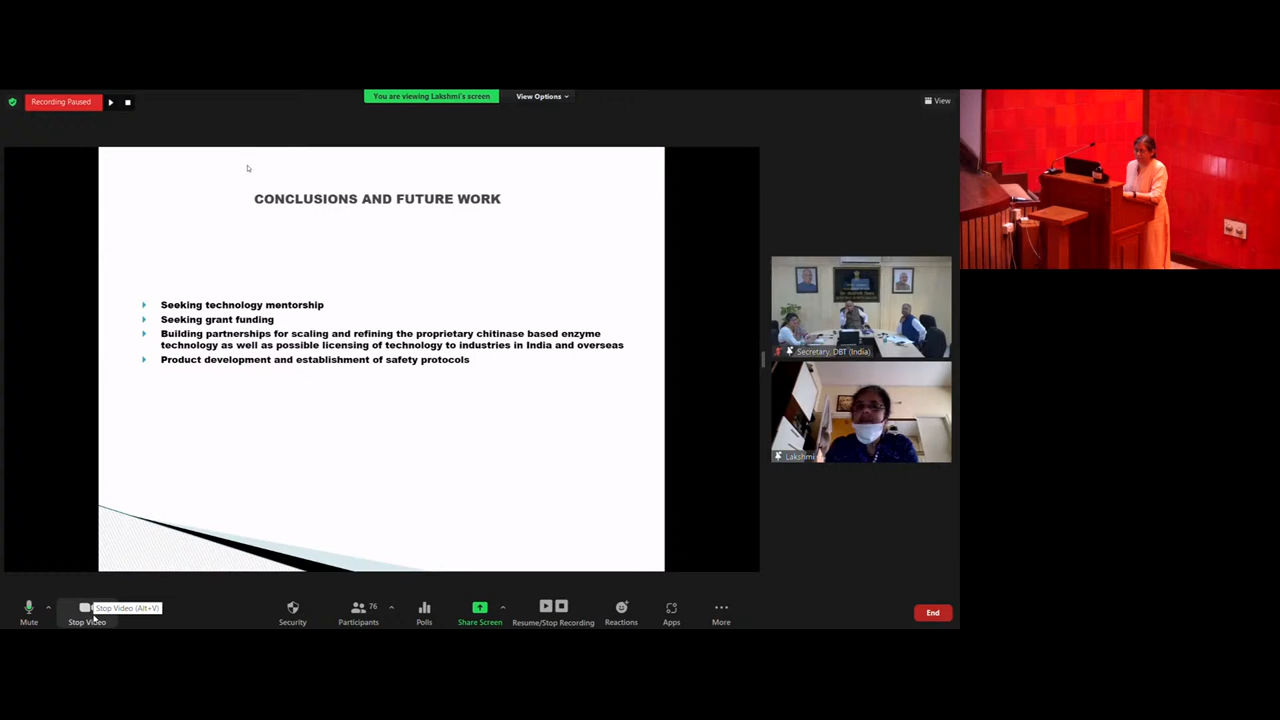 Recording Paused
You are viewing Lakshmi's screen
View Options
View
CONCLUSIONS AND FUTURE WORK
Seeking technology mentorship
Seeking grant funding
Building partnerships for scaling and refining the proprietary chitinase based enzyme
technology as well as possible licensing of technology to industries in India and overseas
Product development and establishment of safety protocols
Secretary, DBT (India)
Lakshmi
Stop Video (Alt+V)
76
Mute
Stop Video
Security
Participants
Polls
Share Screen
Resume/Stop Recording
Reactions
Apps
More
End